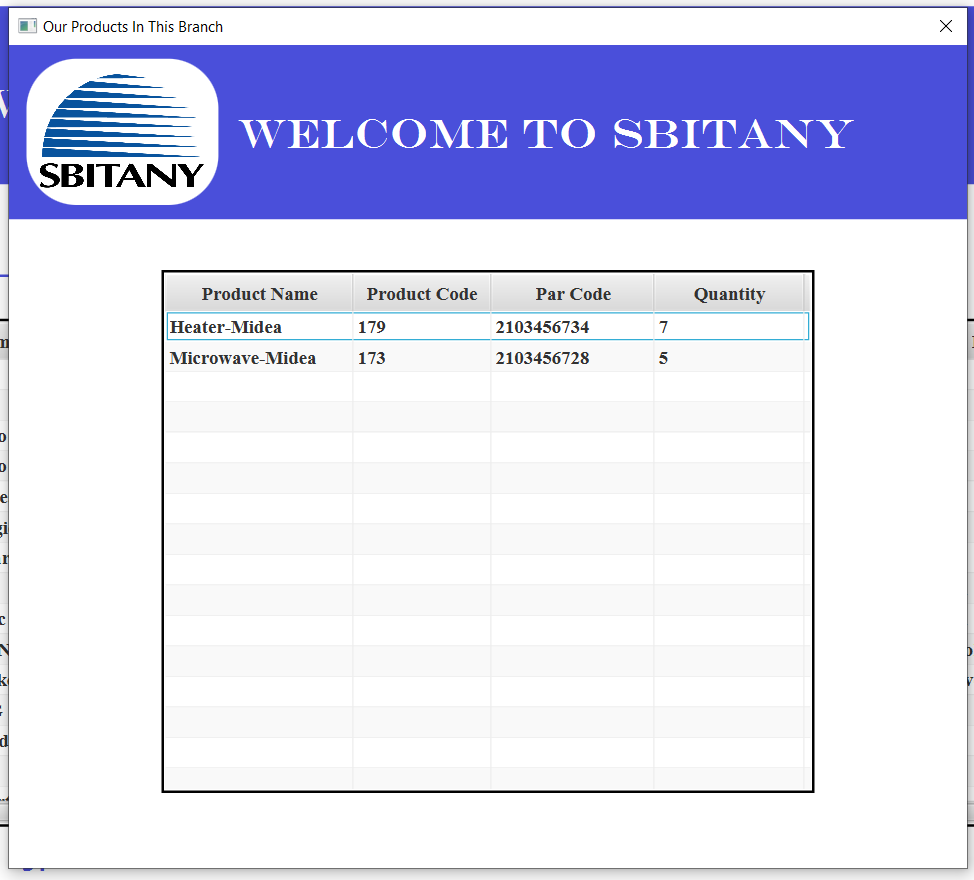 Our Products In This Branch
SBITANY
WELCOME TO SBITANY
Product Name Product Code Par Code Quantity
Heater-Midea 179 2103456734 7
Microwave-Midea 173 2103456728 5